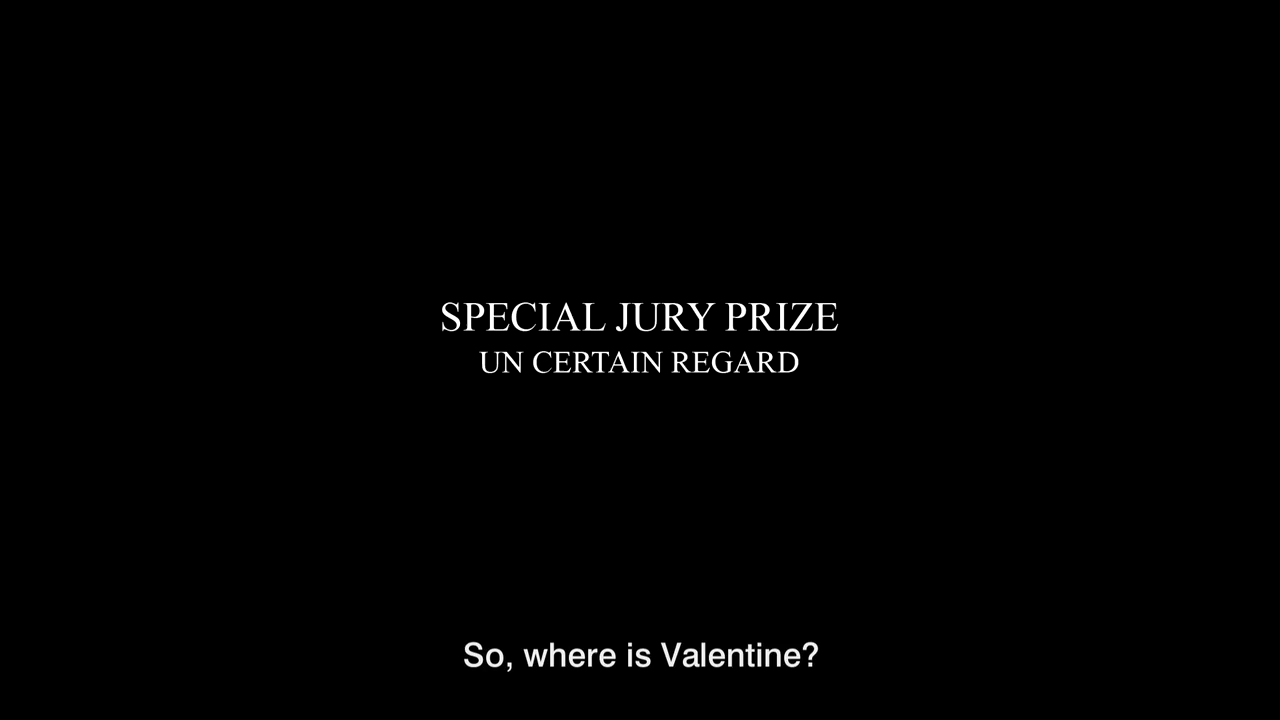 SPECIAL JURY PRIZE
UN CERTAIN REGARD
So, where is Valentine?